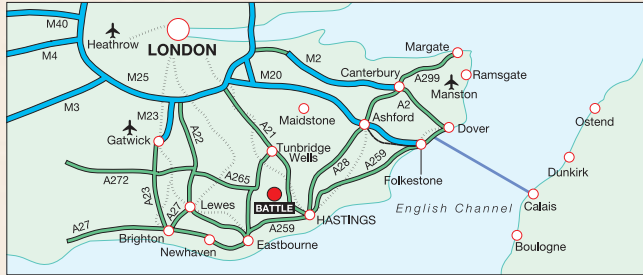 M40
Heathrow
LONDON
M4
M25
M2
Margate
M20
Canterbury
A299
Ramsgate
Manston
M3
M23
A22
A21
Maidstone
Ashford
A2
Dover
Ostend
Gatwick
Tunbridge
Wells
A28
A259
Folkestone
Dunkirk
A272
A265
A23
A27
Lewes
BATTLE
HASTINGS
English Channel
Calais
A27
Brighton
Newhaven
Eastbourne
A259
Boulogne